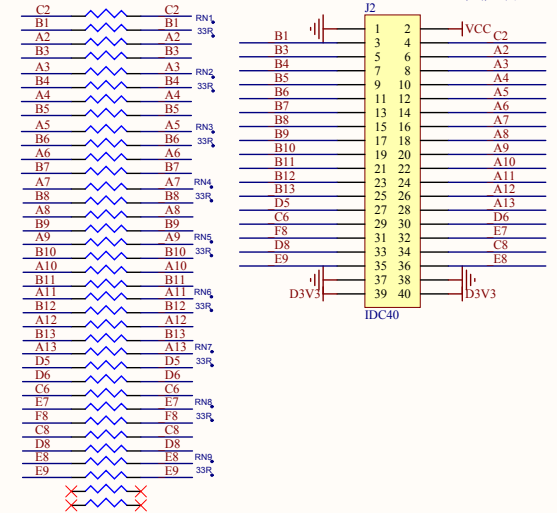 C2 C2
B1 B1 RN1
A2 A2 33R
B3 B3
A3 A3 RN2
B4 B4 33R
A4 A4
B5 B5
A5 A5 RN3
B6 B6 33R
A6 A6
B7 B7
A7 A7 RN4
B8 B8 33R
A8 A8
B9 B9
A9 A9 RN5
B10 B10 33R
A10 A10
B11 B11
A11 A11 RN6
B12 B12 33R
A12 A12
B13 B13
A13 A13 RN7
D5 D5 33R
D6 D6
C6 C6
E7 E7 RN8
F8 F8 33R
C8 C8
D8 D8
E8 E8 RN9
E9 E9 33R
J2
1 2 VCC
B1 3 4 C2
B3 5 6 A2
B4 7 8 A3
B5 9 10 A4
B6 11 12 A5
B7 13 14 A6
B8 15 16 A7
B9 17 18 A8
B10 19 20 A9
B11 21 22 A10
B12 23 24 A11
B13 25 26 A12
D5 27 28 A13
C6 29 30 D6
F8 31 32 E7
D8 33 34 C8
E9 35 36 E8
37 38
D3V3 39 40 D3V3
IDC40